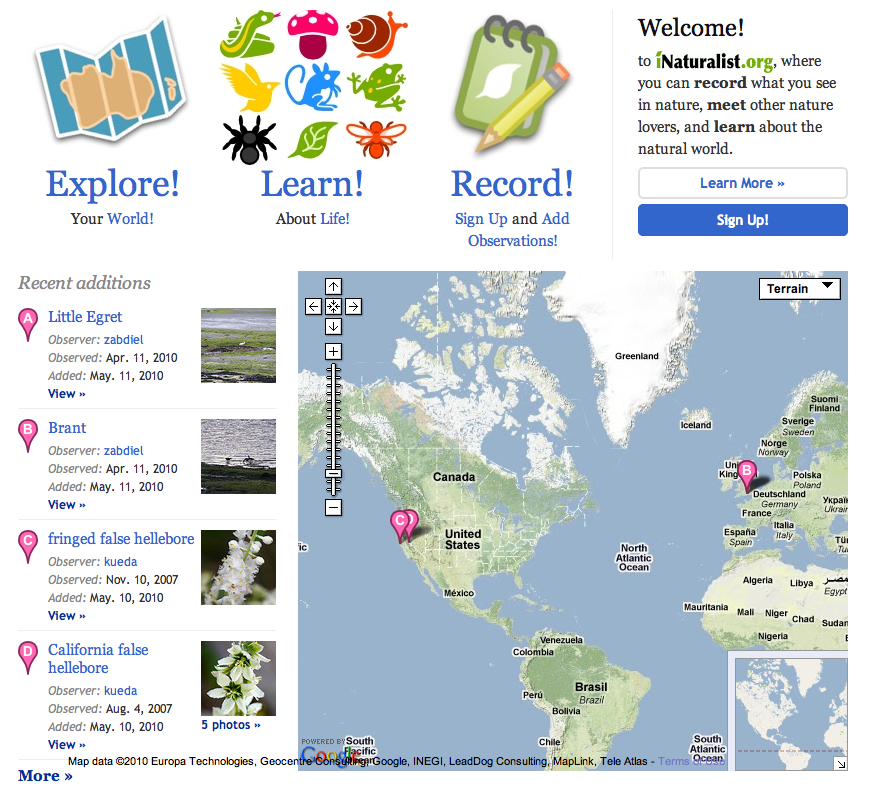 Explore!
Your World!
Learn!
About Life!
Record!
Sign Up and Add
Observations!
Welcome!
to iNaturalist.org, where
you can record what you see
in nature, meet other nature
lovers, and learn about the
natural world.
Learn More »
Sign Up!
Recent additions
A
Little Egret
Observer: zabdiel
Observed: Apr. 11, 2010
Added: May. 11, 2010
View »
B
Brant
Observer: zabdiel
Observed: Apr. 11, 2010
Added: May. 11, 2010
View »
C
fringed false hellebore
Observer: kueda
Observed: Nov. 10, 2007
Added: May. 10, 2010
View »
D
California false
hellebore
Observer: kueda
Observed: Aug. 4, 2007
Added: May. 10, 2010
View »
5 photos »
More »
Terrain
Greenland
Iceland
Suomi
Finland
Sverige
Sweden
Norge
Norway
B
Canada
Polska
Poland
Deutschland
Germany
France
C
United
States
España
Spain
Italia
Italy
North
Atlantic
Ocean
Algeria
Libya
Egypt
México
Mauritania
Mali
Niger
Chad
Sudan
Nigeria
Venezuela
Colombia
Brasil
Brazil
Perú
Bolivia
Chile
South
Pacific
Ocean
South
Atlantic
Ocean
POWERED BY
Google
Map data ©2010 Europa Technologies, Geocentre Consulting, Google, INEGI, LeadDog Consulting, MapLink, Tele Atlas - Terms of Use